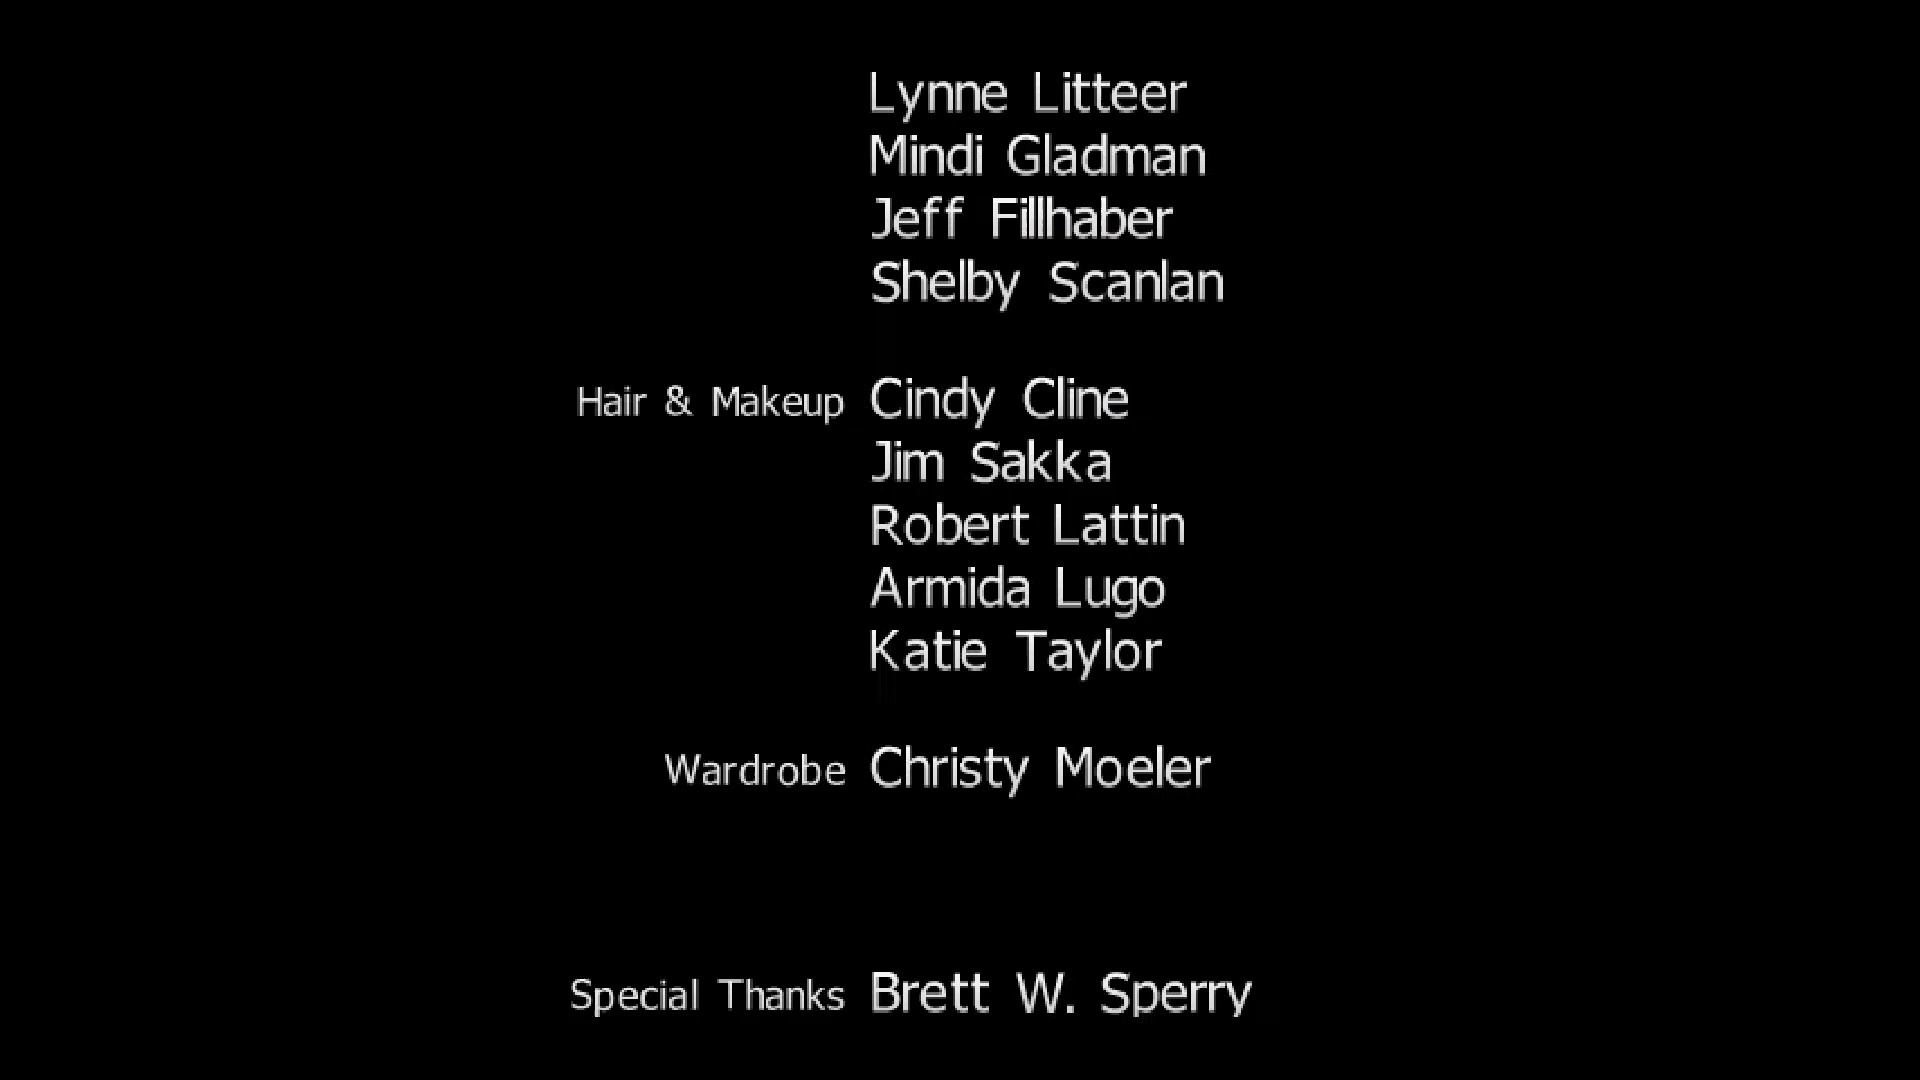 Lynne Litteer
Mindi Gladman
Jeff Fillhaber
Shelby Scanlan
Hair & Makeup Cindy Cline
Jim Sakka
Robert Lattin
Armida Lugo
Katie Taylor
Wardrobe Christy Moeler
Special Thanks Brett W. Sperry